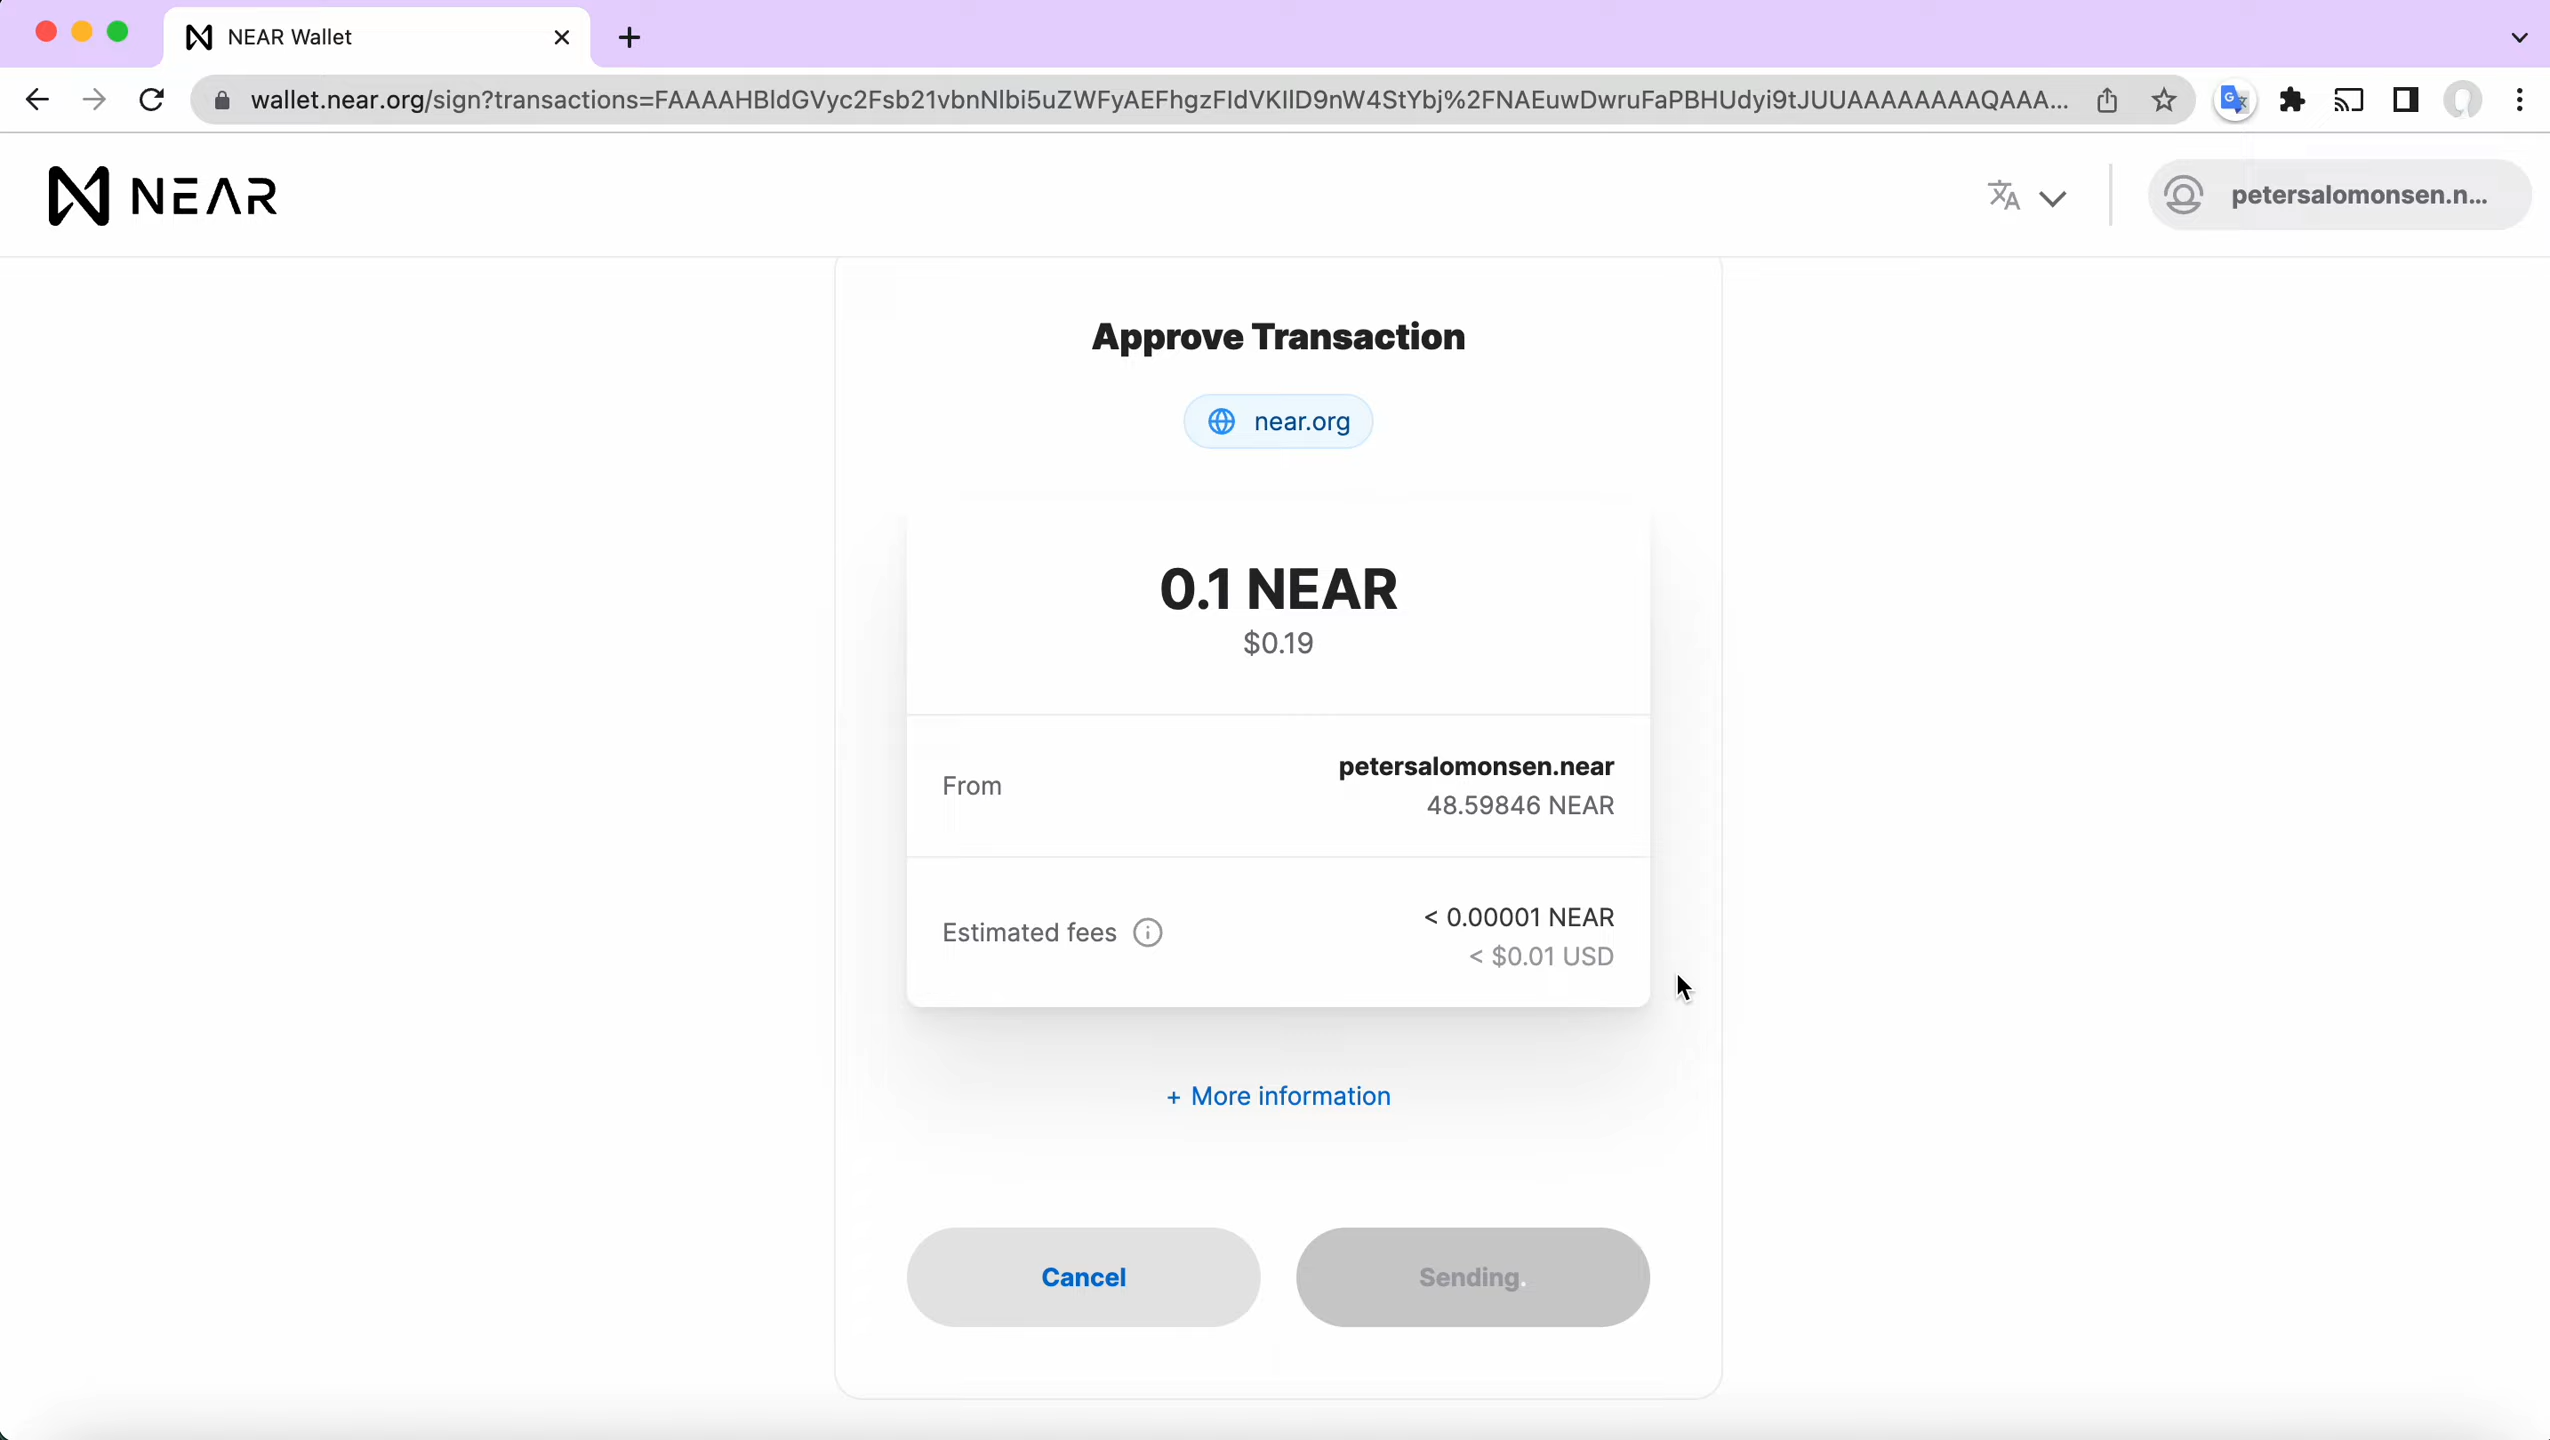 NEAR Wallet
wallet.near.org/sign?transactions=FAAAAHBldGVyc2Fsb21vbnNlbi5uZWFyAEFhgzFIdVKIlD9nW4StYbj%2FNAEuwDwruFaPBHUdyi9tJUUAAAAAAAAQAAA...
NEAR
petersalomonsen.n...
Approve Transaction
near.org
0.1 NEAR
$0.19
From
petersalomonsen.near
48.59846 NEAR
Estimated fees
< 0.00001 NEAR
< $0.01 USD
+ More information
Cancel
Sending.